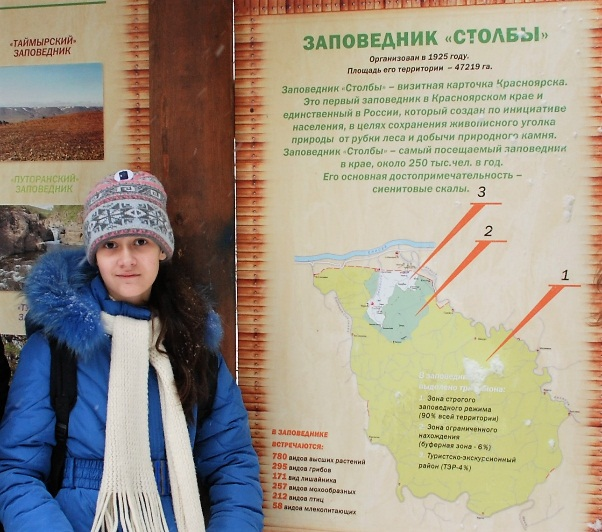 «ТАЙМЫРСКИЙ»
ЗАПОВЕДНИК
«ПУТОРАНСКИЙ»
ЗАПОВЕДНИК
ЗАПОВЕДНИК «СТОЛБЫ»
Организован в 1925 году.
Площадь его территории – 47219 га.
Заповедник «Столбы» – визитная карточка Красноярска.
Это первый заповедник в Красноярском крае и
единственный в России, который создан по инициативе
населения, в целях сохранения живописного уголка
природы от рубки леса и добычи природного камня.
Заповедник «Столбы» – самый посещаемый заповедник
в крае, около 250 тыс.чел. в год.
Его основная достопримечательность –
сиенитовые скалы.
3
2
1
В заповеднике
Зона строгого
заповедного режима
(90% всей территории)
Зона ограниченного
нахождения
(буферная зона - 6%)
Туристско-экскурсионный
район (ТЭР-4%)
В ЗАПОВЕДНИКЕ
ВСТРЕЧАЮТСЯ:
780 видов высших растений
295 видов грибов
171 вид лишайника
257 видов мохообразных
212 видов птиц
58 видов млекопитающих